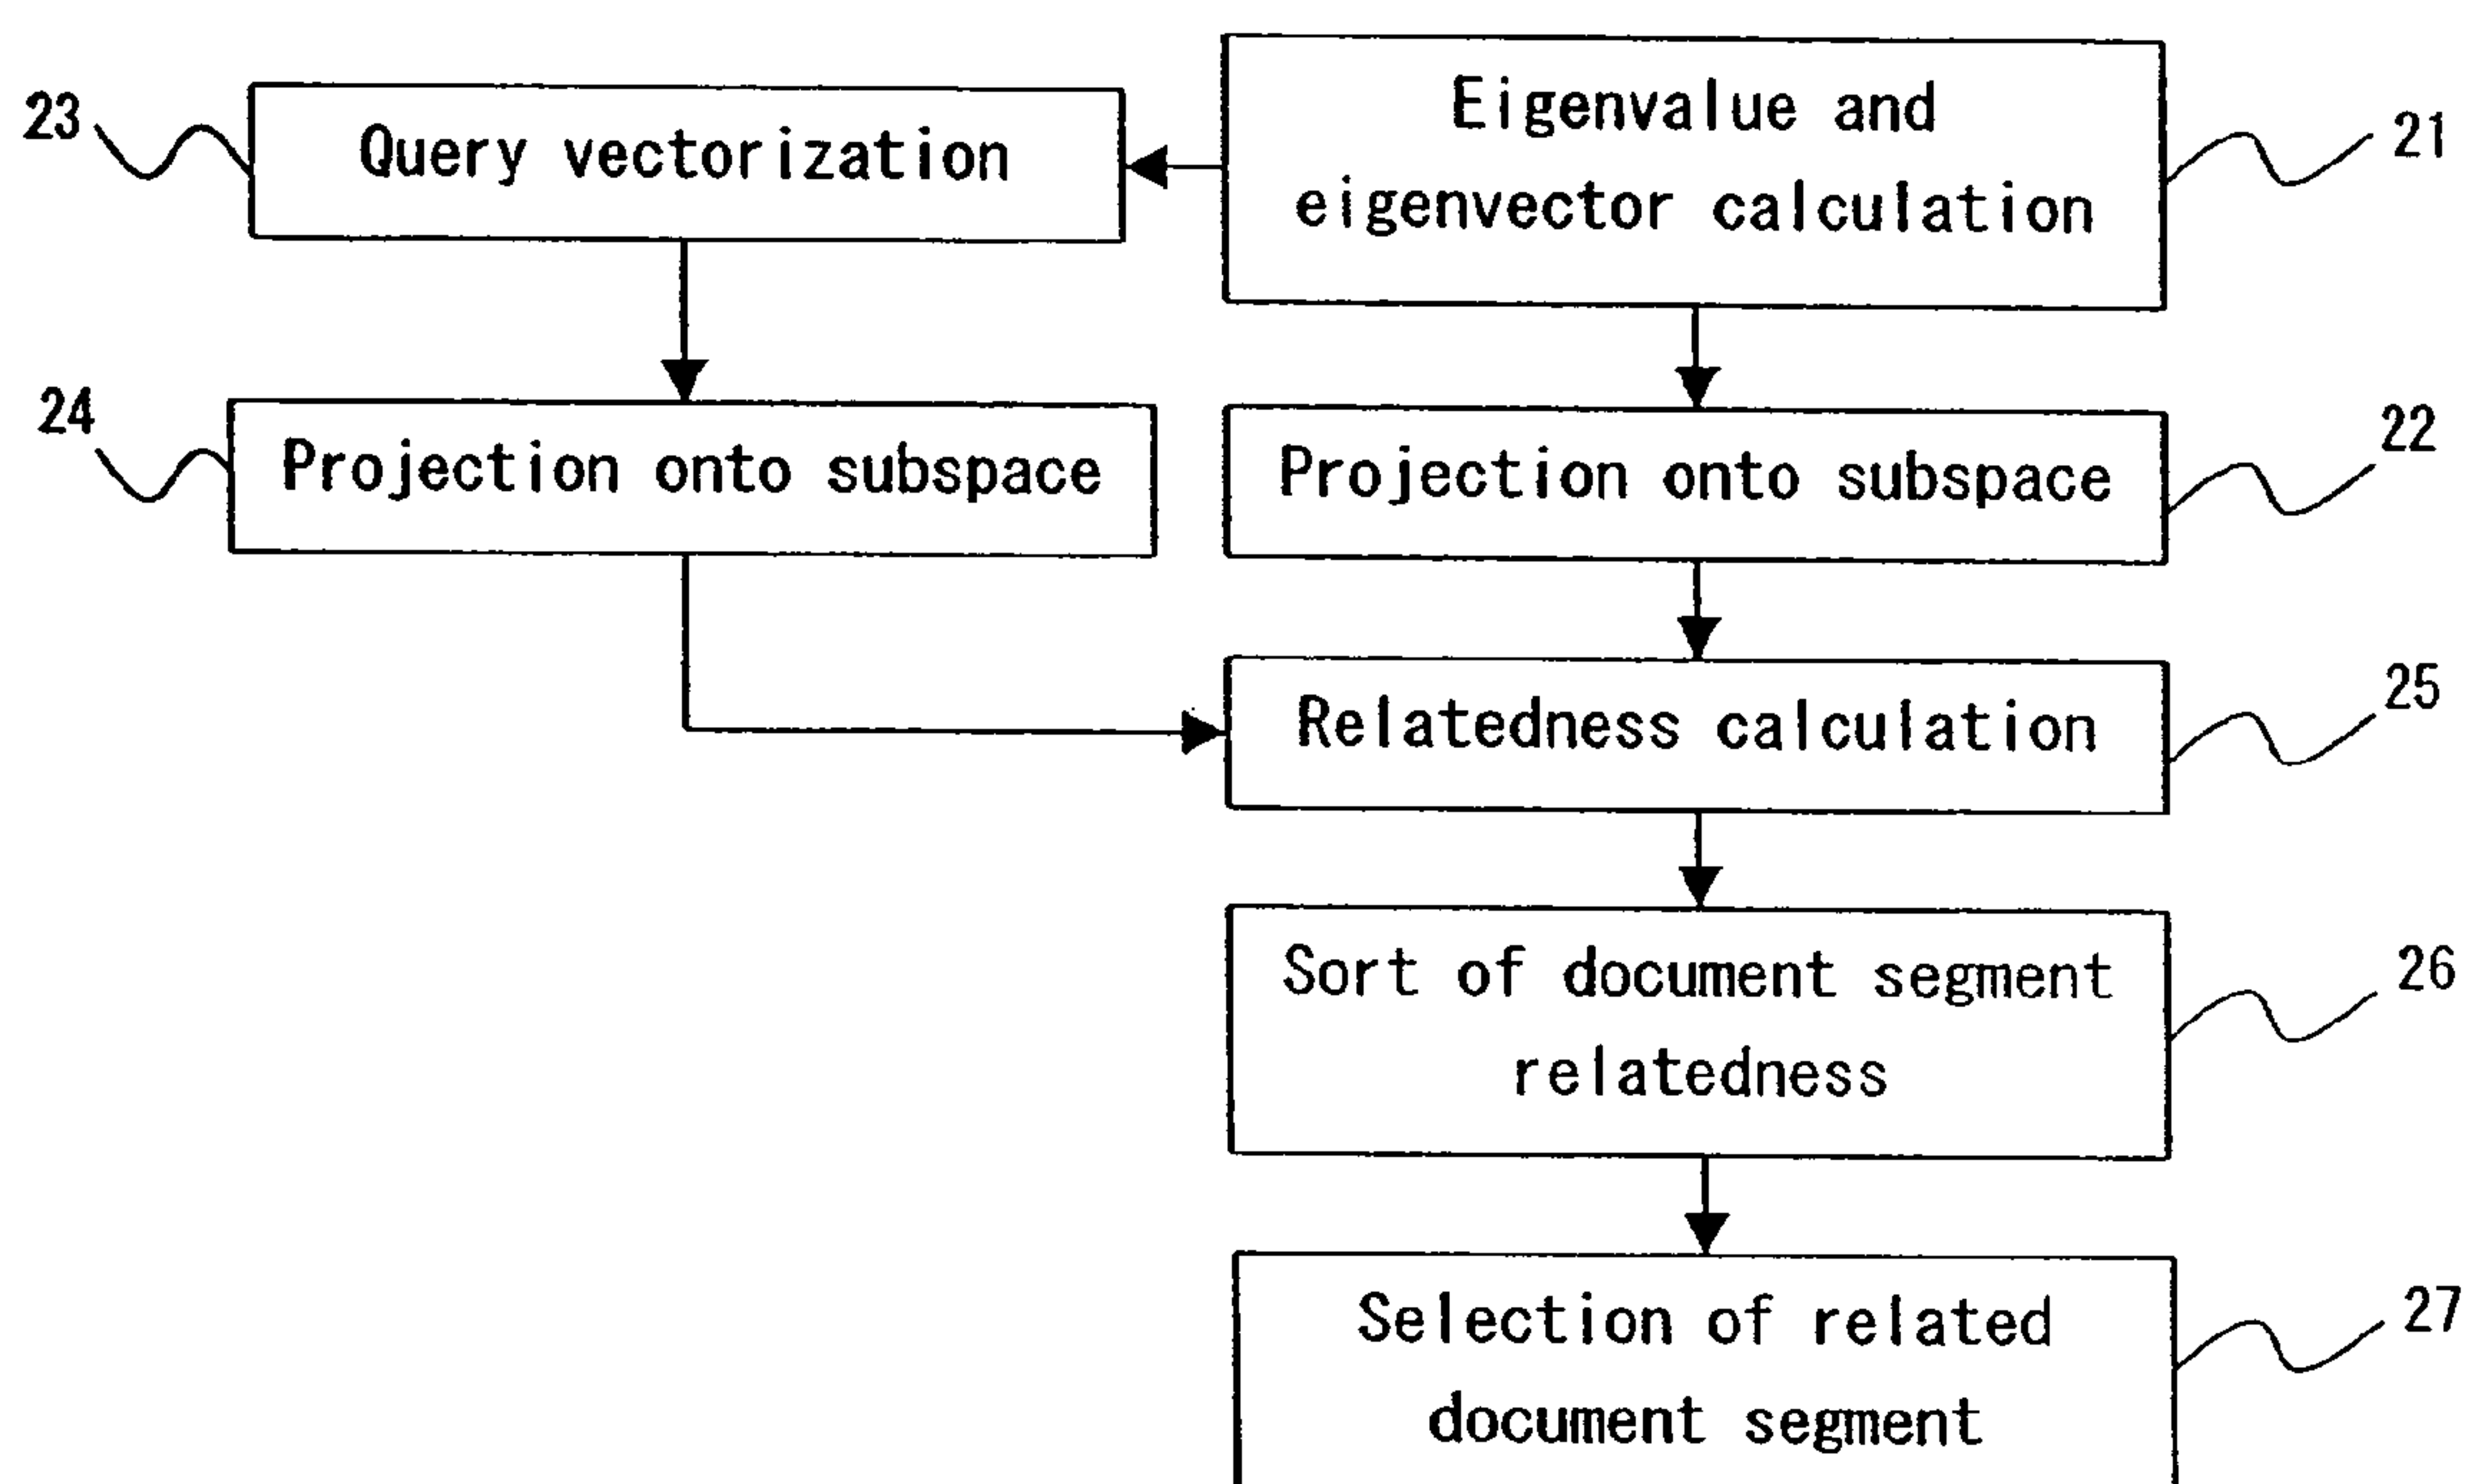 23
Query vectorization
Eigenvalue and
eigenvector calculation
21
24
Projection onto subspace
Projection onto subspace
22
Relatedness calculation
25
Sort of document segment
relatedness
26
Selection of related
document segment
27